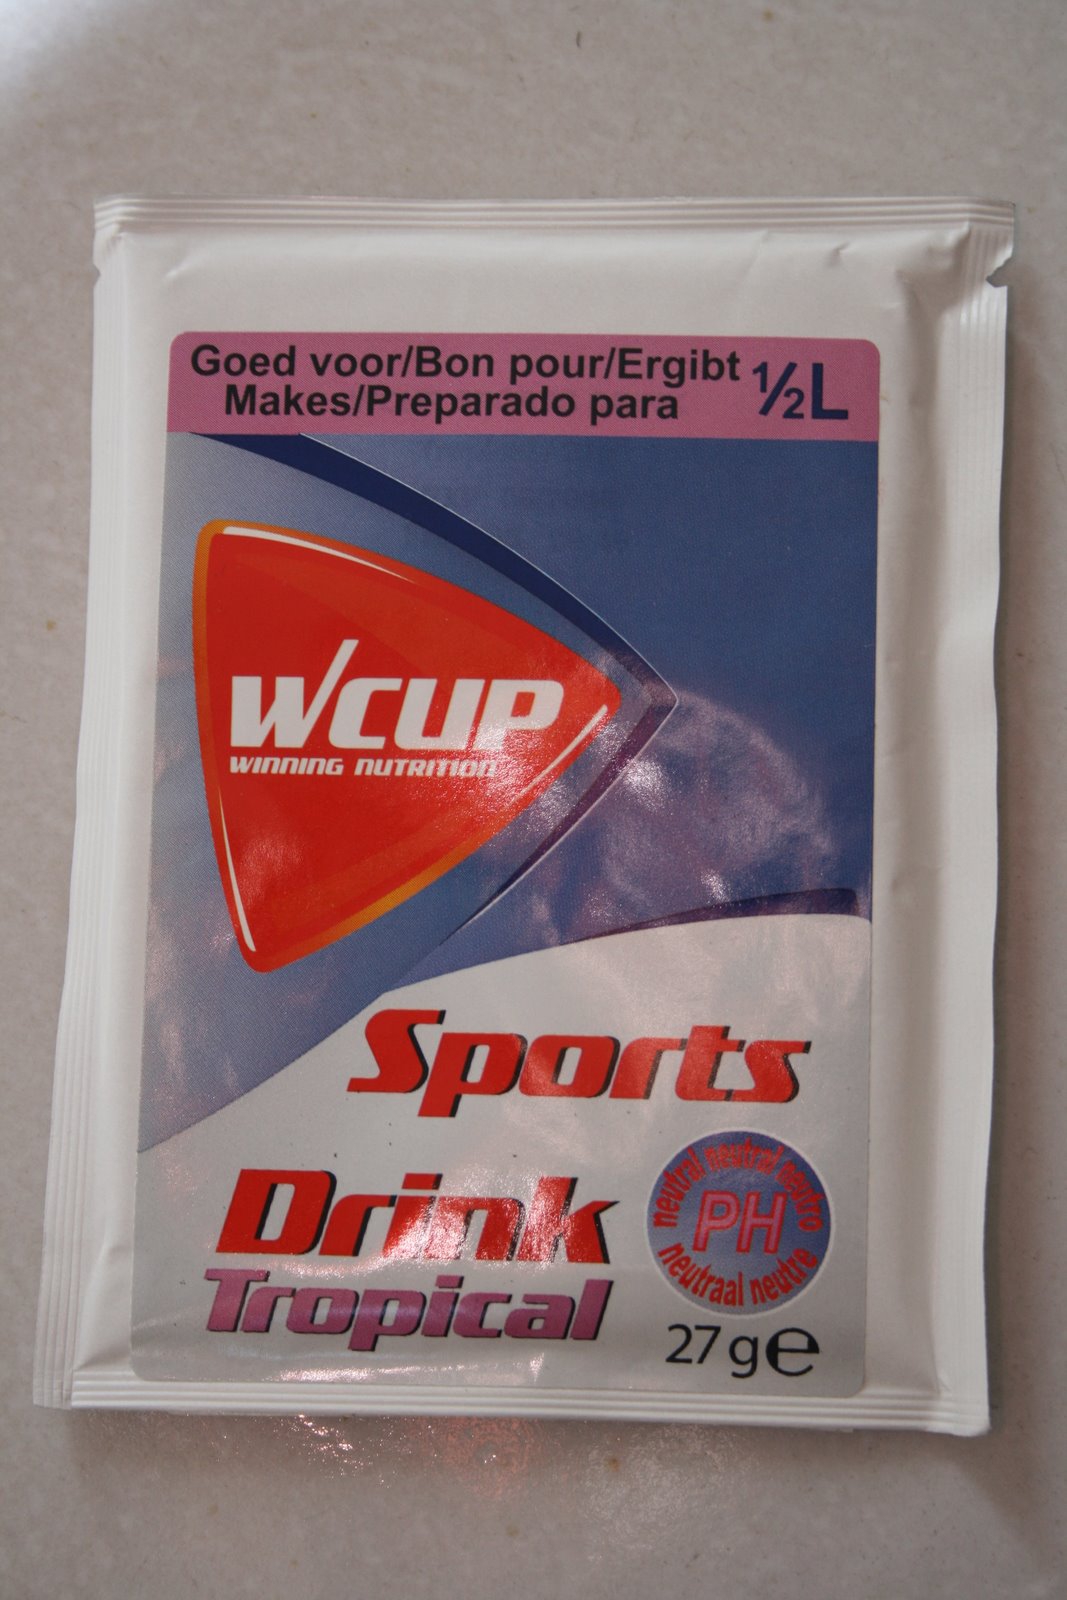 Goed voor/Bon pour/Ergibt
Makes/Preparado para
½L
WCUP
WINNING NUTRITION
Sports
Drink
Tropical
neutral neutral neutro
PH
neutraal neutre
27 g e